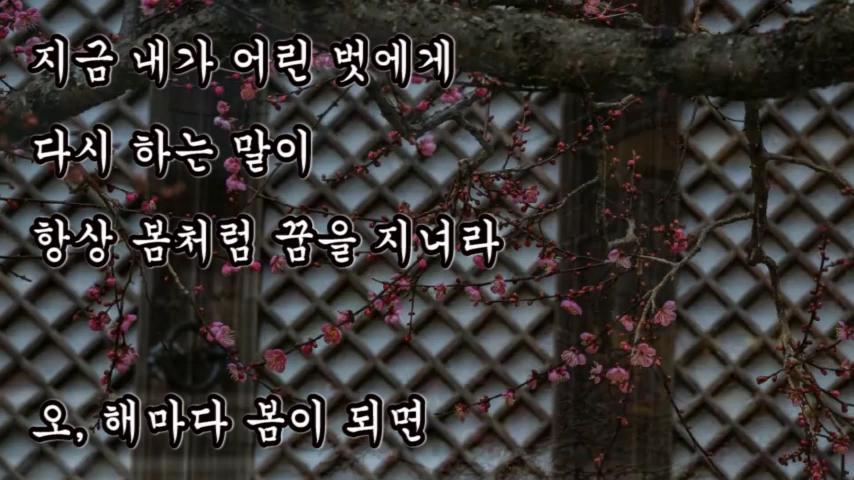 지금 내가 어린 벗에게
다시 하는 말이
항상 봄처럼 꿈을 지녀라
오, 해마다 봄이 되면